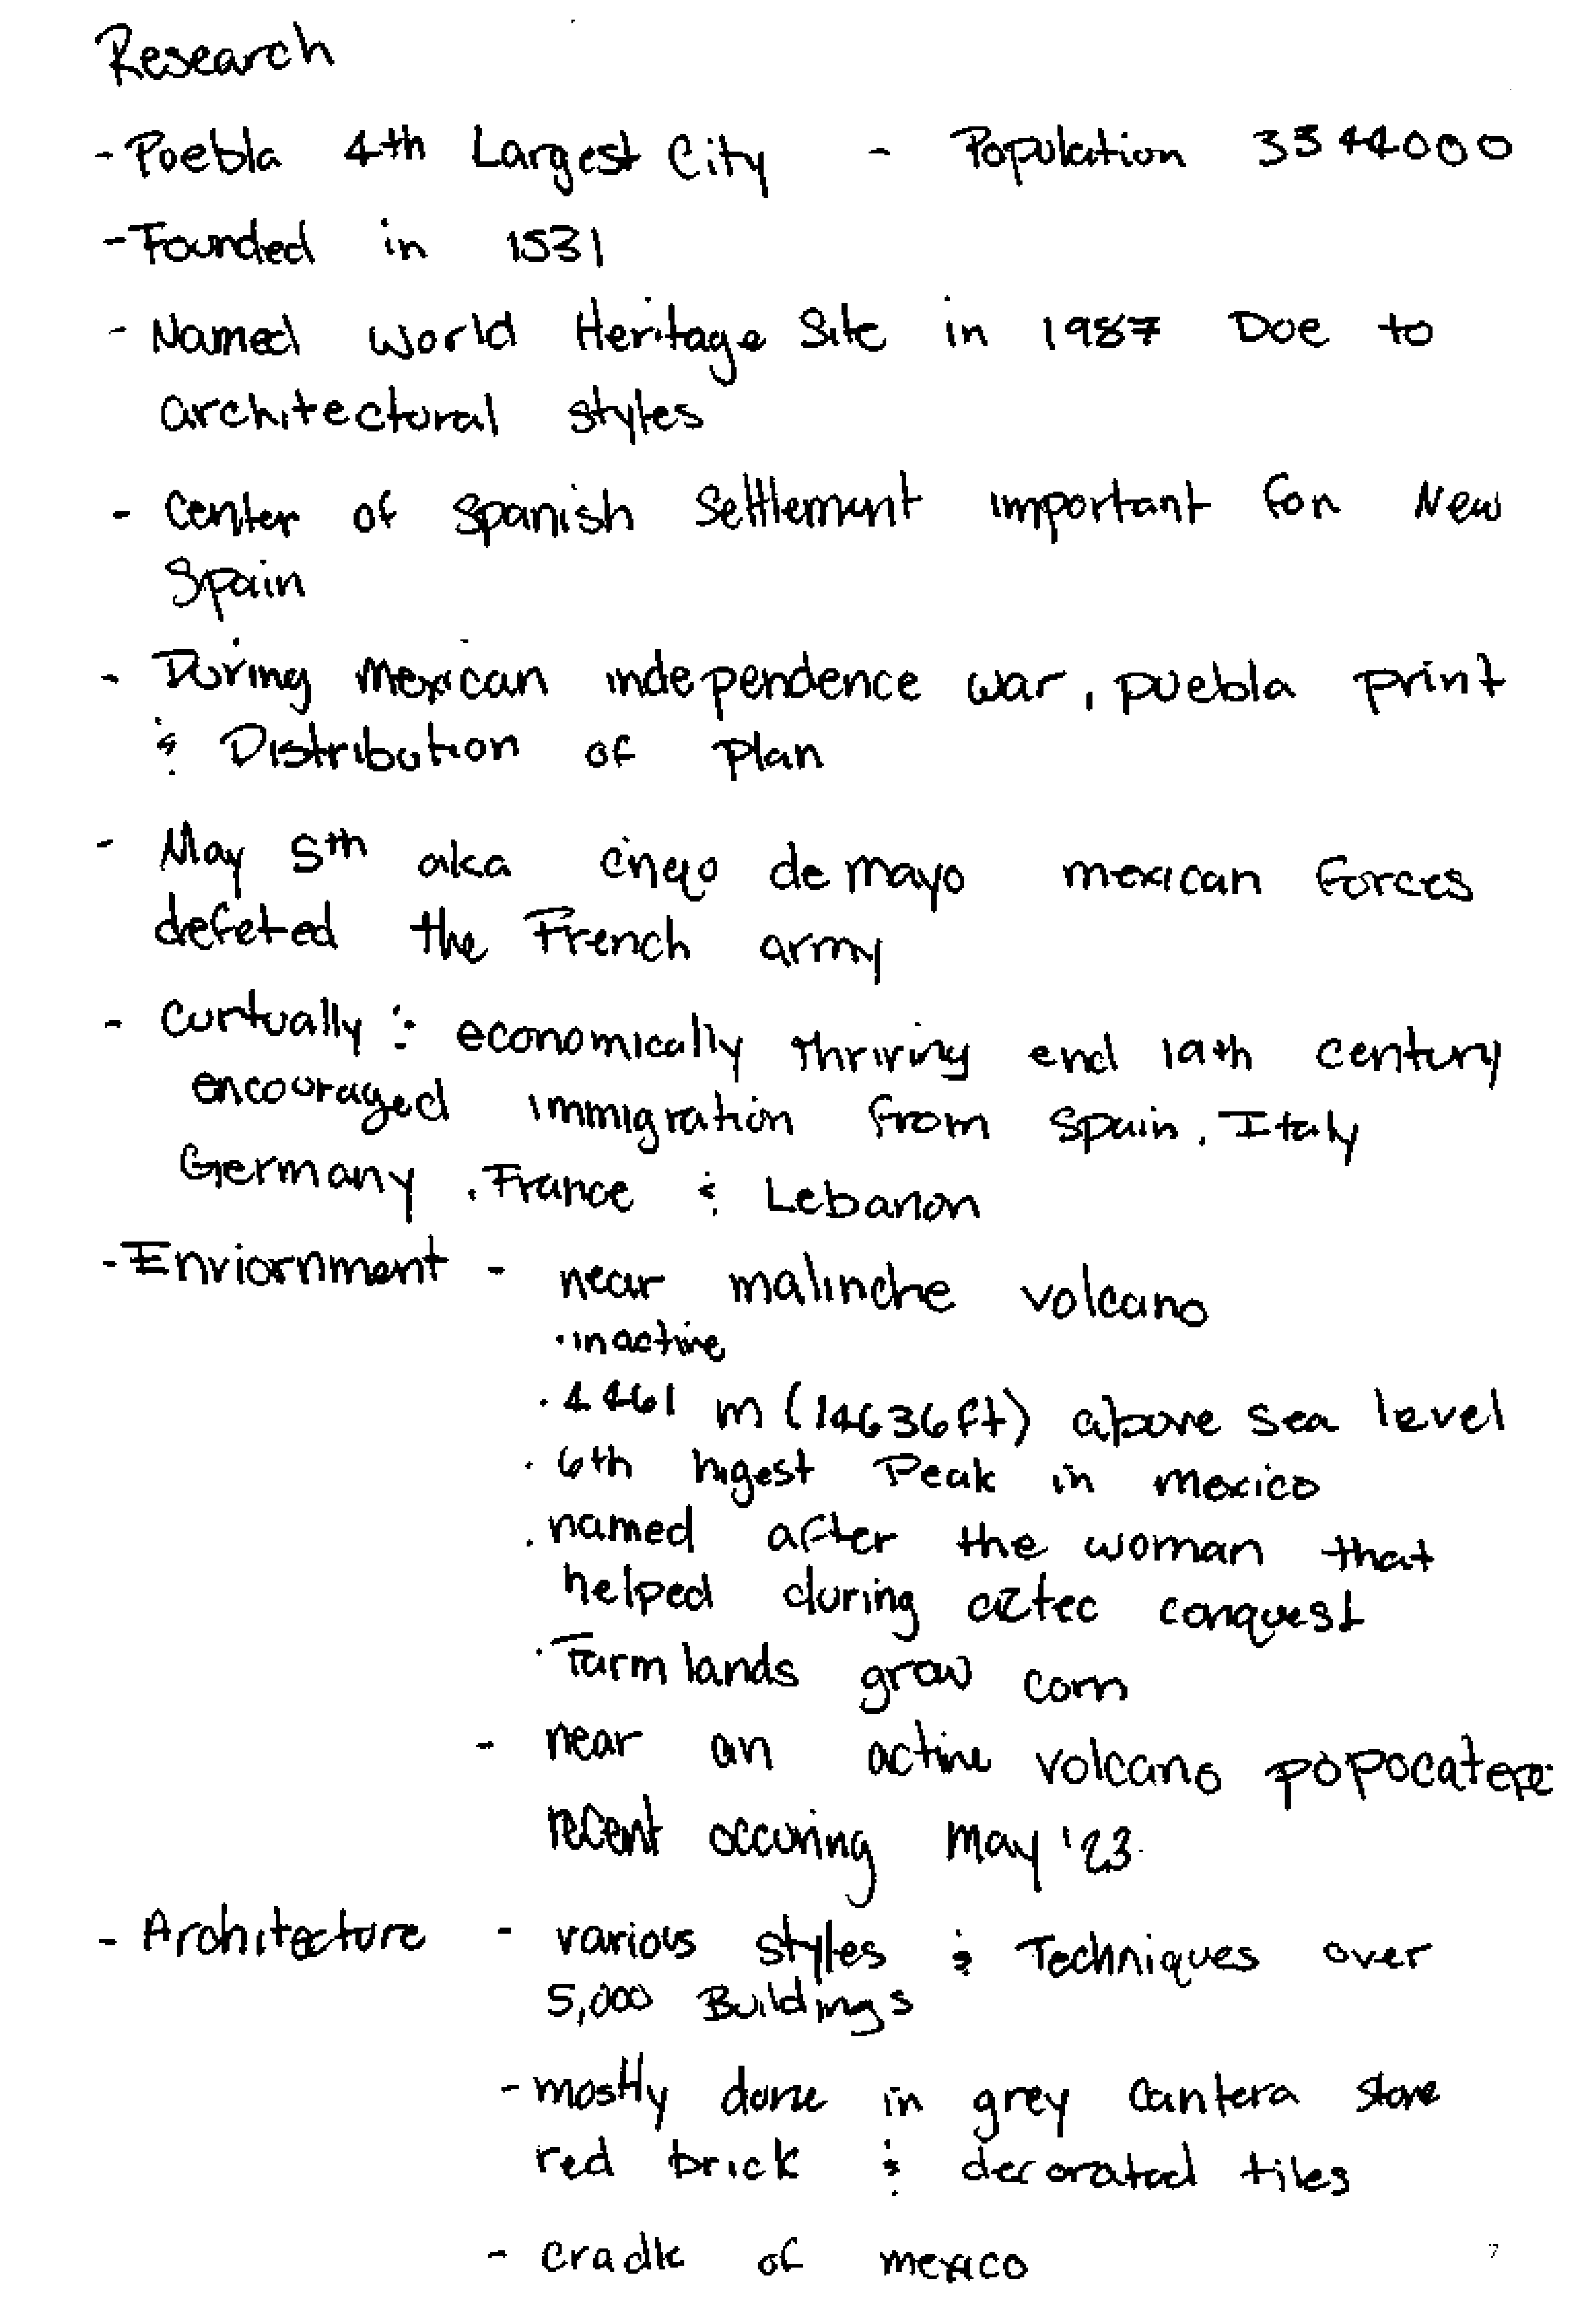 Research
- Poebla 4th Largest City - Population 3344000
- Founded in 1531
- Named World Heritage Site in 1987 Doe to
architectural styles
- Center of Spanish Settlement important for New
Spain
- During Mexican independence war, puebla print
& Distribution of Plan
- May 5th aka cinco de mayo mexican forces
defeted the French army
- Curtually & economically thriving end 19th century
encouraged immigration from Spain, Italy
Germany, France & Lebanon
- Enviornment - near malinche volcano
· inactive
· 4461 m (14636ft) above sea level
· 6th higest Peak in mexico
· named after the woman that
helped during aztec conquest
· Farm lands grow corn
- near an active volcano popocatepe
recent occuring May '23
- Architecture - various styles & Techniques over
5,000 Buildings
- mostly done in grey Cantera stone
red brick & decorated tiles
- cradle of mexico
7